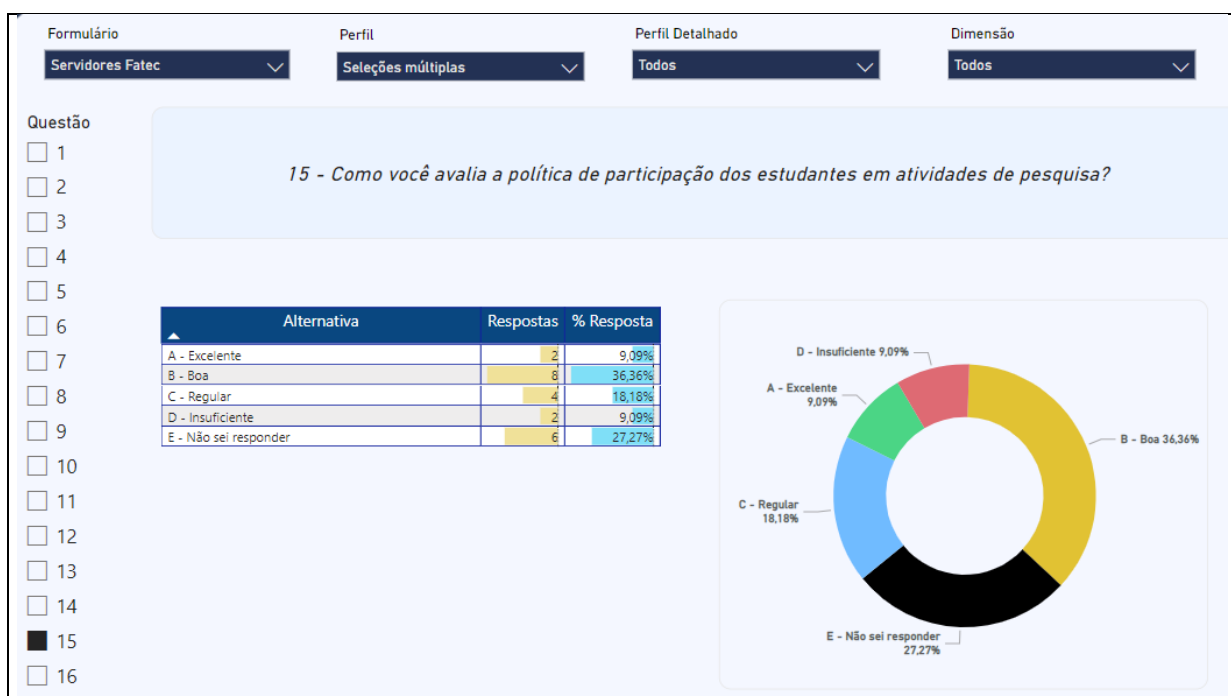 Formulário
Perfil
Perfil Detalhado
Dimensão
Servidores Fatec
Seleções múltiplas
Todos
Todos
Questão
1
2
3
4
5
6
7
8
9
10
11
12
13
14
15
16
15 - Como você avalia a política de participação dos estudantes em atividades de pesquisa?
Alternativa Respostas % Resposta
A - Excelente 2 9,09%
B - Boa 8 36,36%
C - Regular 4 18,18%
D - Insuficiente 2 9,09%
E - Não sei responder 6 27,27%
D - Insuficiente 9,09%
A - Excelente
9,09%
B - Boa 36,36%
C - Regular
18,18%
E - Não sei responder
27,27%